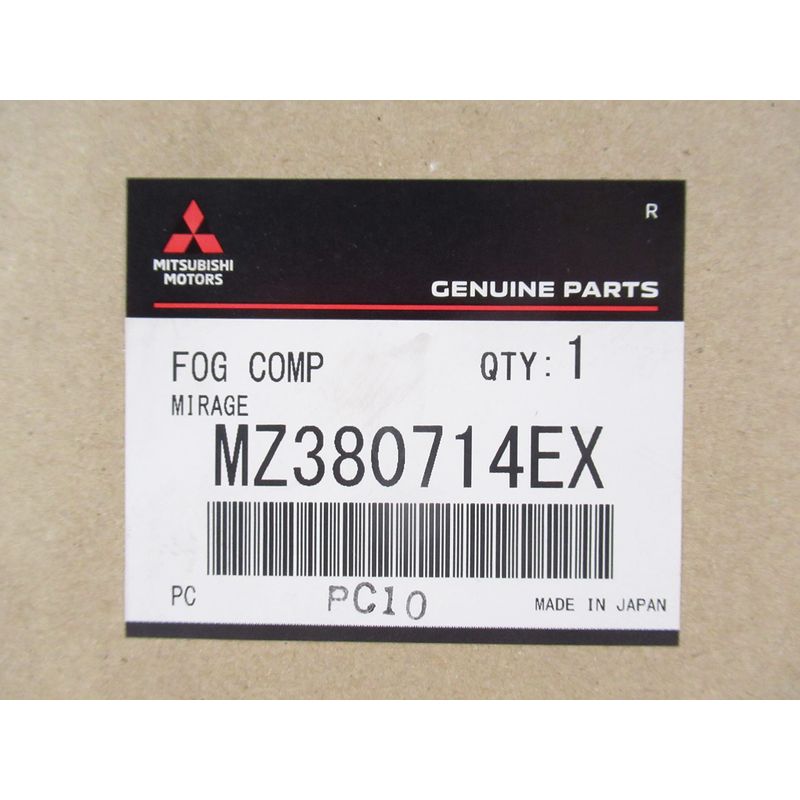 R
MITSUBISHI
MOTORS
GENUINE PARTS
FOG COMP QTY: 1
MIRAGE
MZ380714EX
PC PC10 MADE IN JAPAN